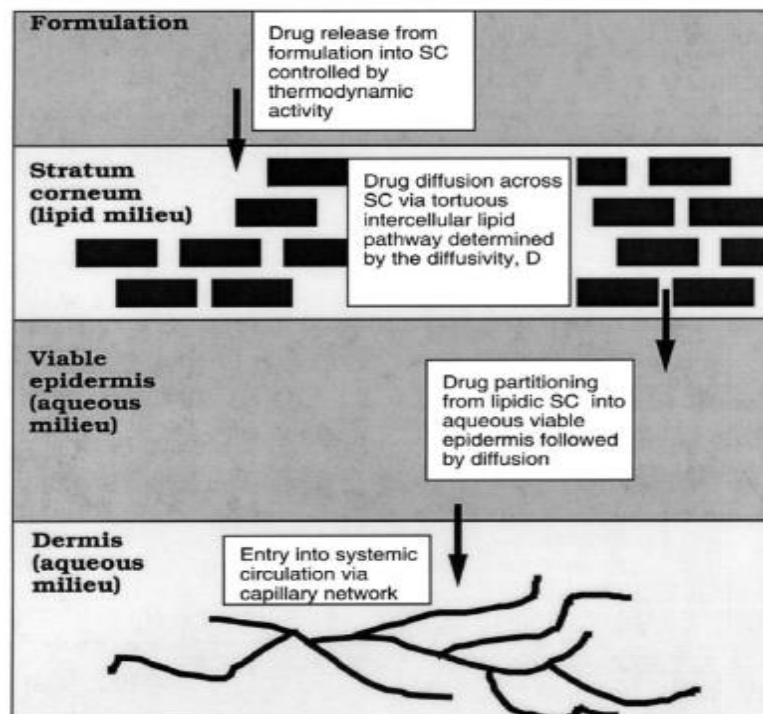 Formulation
Drug release from
formulation into SC
controlled by
thermodynamic
activity
Stratum
corneum
(lipid milieu)
Drug diffusion across
SC via tortuous
intercellular lipid
pathway determined
by the diffusivity, D
Viable
epidermis
(aqueous
milieu)
Drug partitioning
from lipidic SC into
aqueous viable
epidermis followed
by diffusion
Dermis
(aqueous
milieu)
Entry into systemic
circulation via
capillary network